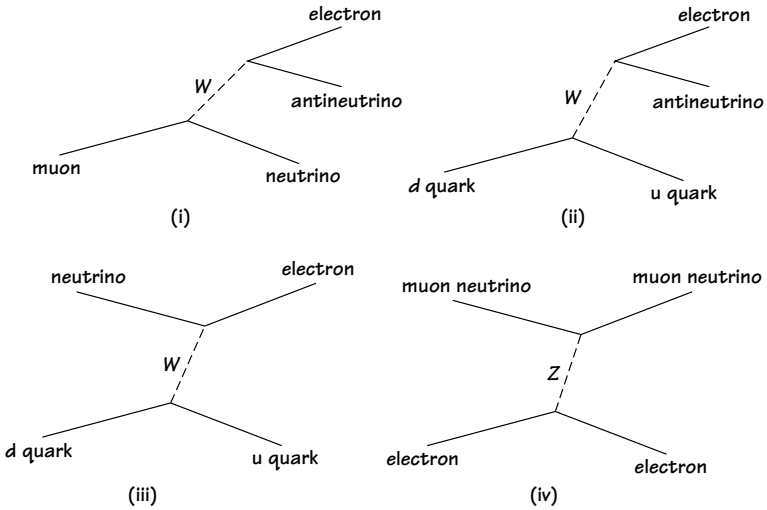 electron
W
antineutrino
muon
neutrino
(i)
electron
W
antineutrino
d quark
u quark
(ii)
neutrino
electron
W
d quark
u quark
(iii)
muon neutrino
muon neutrino
Z
electron
electron
(iv)